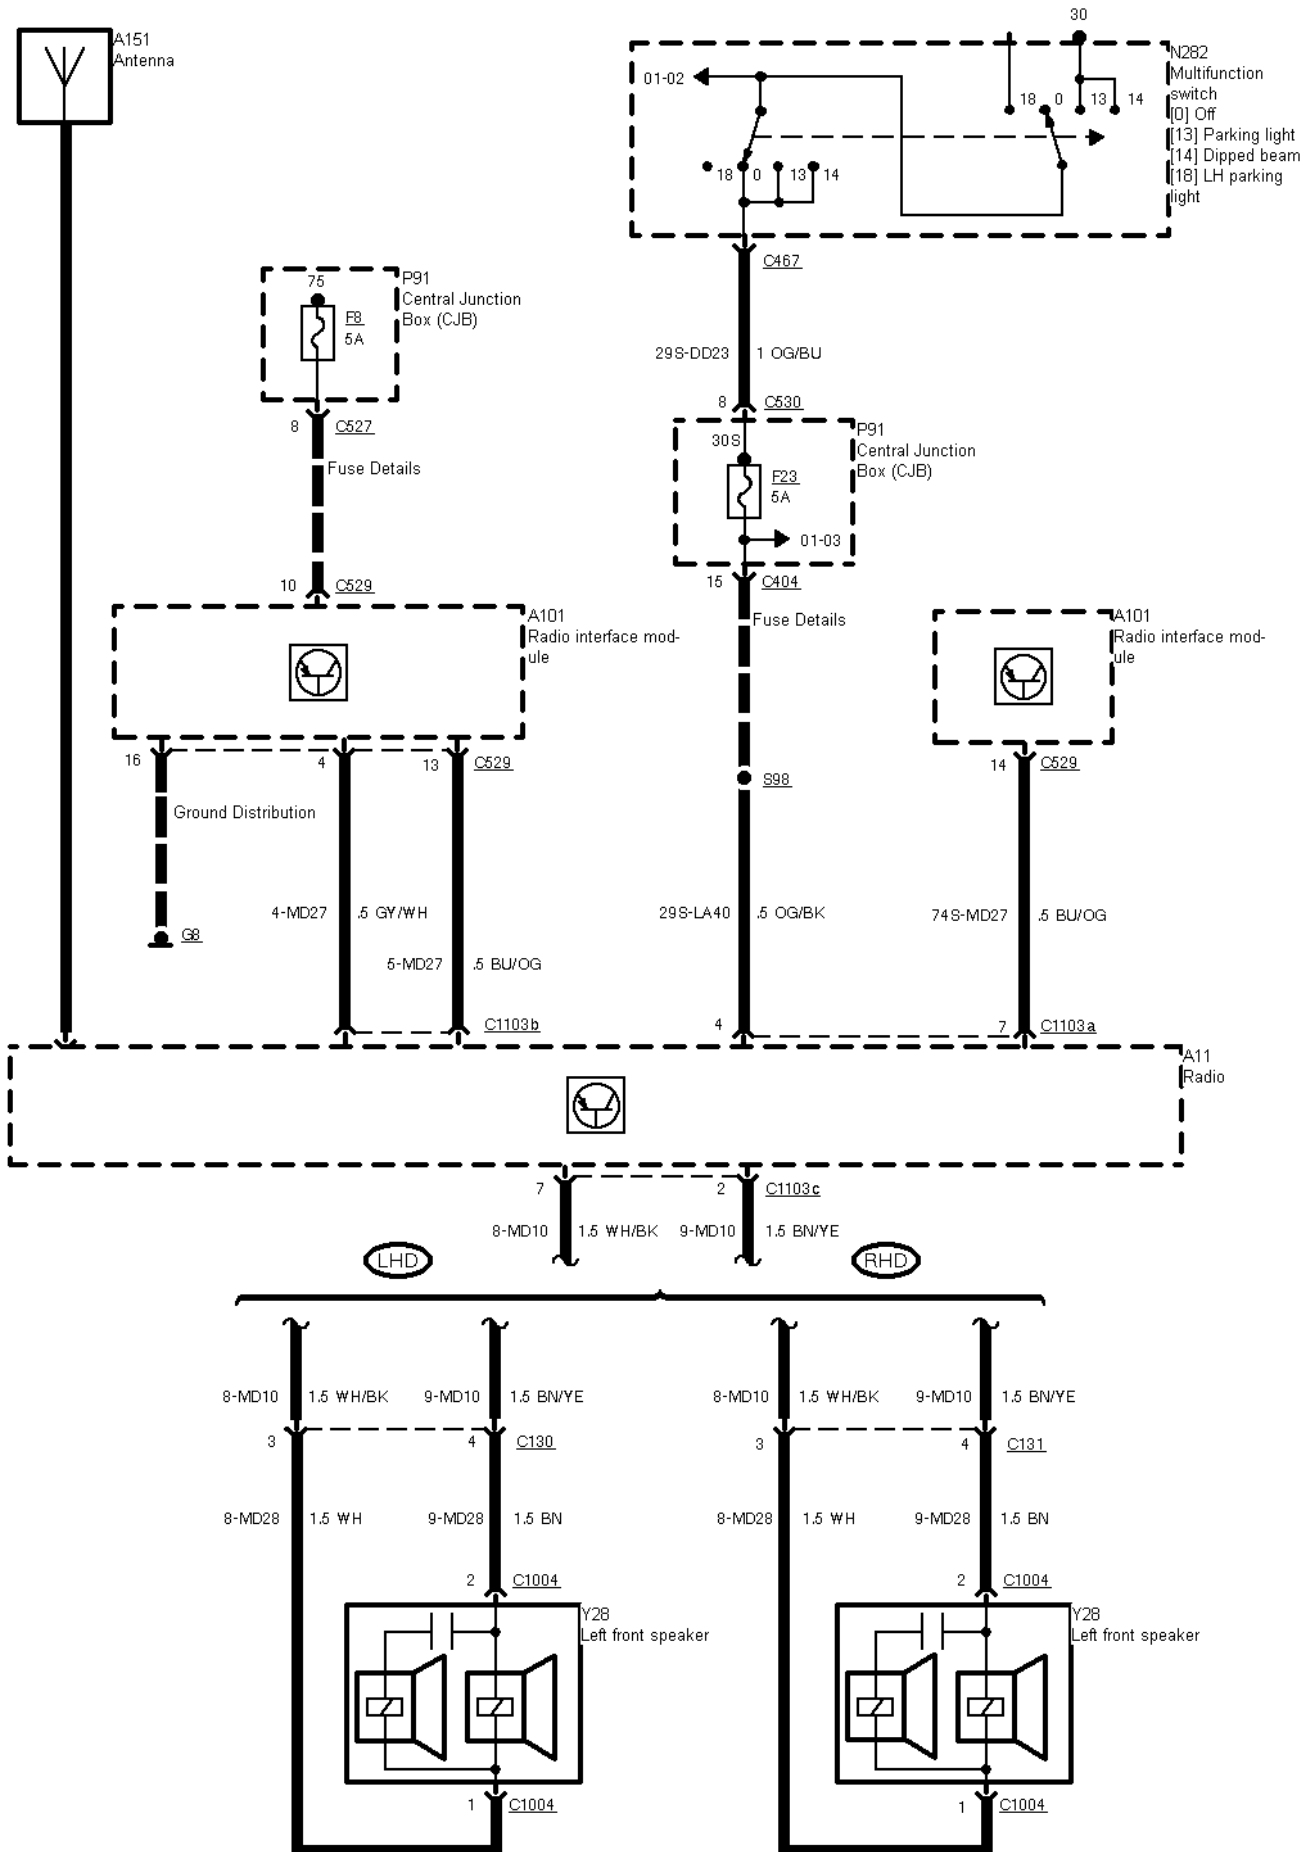 A151
Antenna
30
N282
Multifunction
switch
[0] Off
[13] Parking light
[14] Dipped beam
[18] LH parking
light
01-02
18 0 13 14
18 0 13 14
C467
75
P91
Central Junction
Box (CJB)
F8
5A
8 C527
Fuse Details
29S-DD23 1 OG/BU
8 C530
P91
Central Junction
Box (CJB)
30S
F23
5A
01-03
15 C404
Fuse Details
10 C529
A101
Radio interface mod-
ule
A101
Radio interface mod-
ule
16 4 13 C529
14 C529
S98
Ground Distribution
4-MD27 .5 GY/WH
29S-LA40 .5 OG/BK
74S-MD27 .5 BU/OG
G8
5-MD27 .5 BU/OG
C1103b
4 7 C1103a
A11
Radio
7 2 C1103c
8-MD10 1.5 WH/BK 9-MD10 1.5 BN/YE
LHD RHD
8-MD10 1.5 WH/BK 9-MD10 1.5 BN/YE 8-MD10 1.5 WH/BK 9-MD10 1.5 BN/YE
3 4 C130 3 4 C131
8-MD28 1.5 WH 9-MD28 1.5 BN 8-MD28 1.5 WH 9-MD28 1.5 BN
2 C1004 2 C1004
Y28
Left front speaker
Y28
Left front speaker
1 C1004 1 C1004